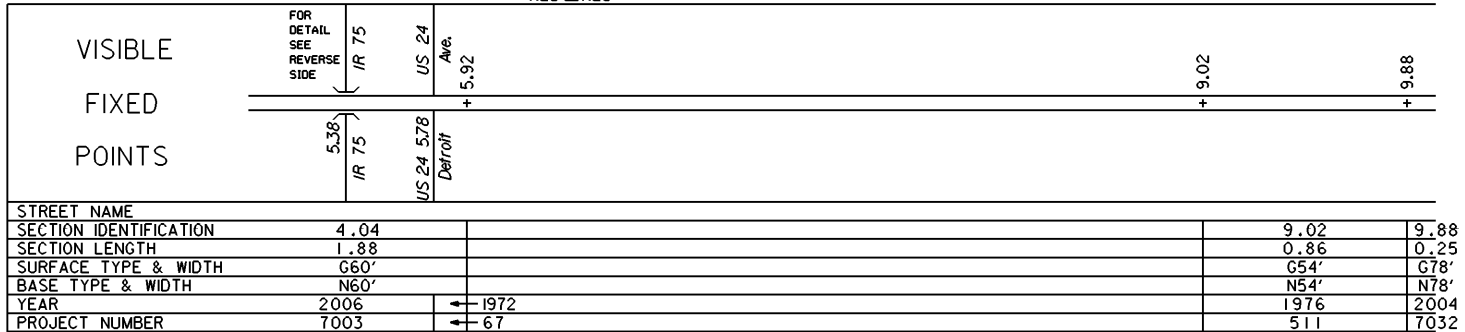 VISIBLE
FIXED
POINTS
FOR
DETAIL
SEE
REVERSE
SIDE
IR 75
US 24
Ave.
5.92
9.02
9.88
+ + +
5.38
IR 75
US 24 5.78
Detroit
STREET NAME
SECTION IDENTIFICATION 4.04 9.02 9.88
SECTION LENGTH 1.88 0.86 0.25
SURFACE TYPE & WIDTH G60' G54' G78'
BASE TYPE & WIDTH N60' N54' N78'
YEAR 2006 ← 1972 1976 2004
PROJECT NUMBER 7003 ← 67 511 7032